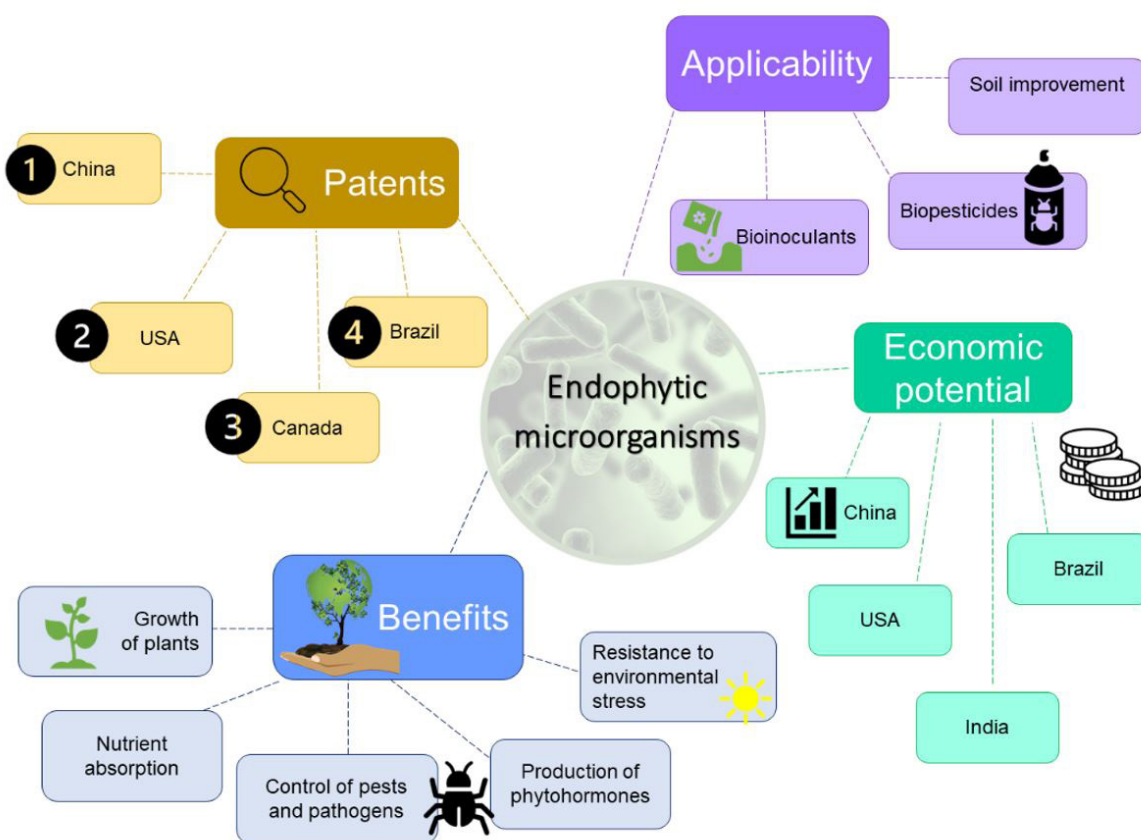 Applicability
Soil improvement
Biopesticides
Bioinoculants
Patents
1
China
2
USA
3
Canada
4
Brazil
Endophytic
microorganisms
Economic
potential
China
USA
India
Brazil
Benefits
Growth
of plants
Nutrient
absorption
Control of pests
and pathogens
Production of
phytohormones
Resistance to
environmental
stress